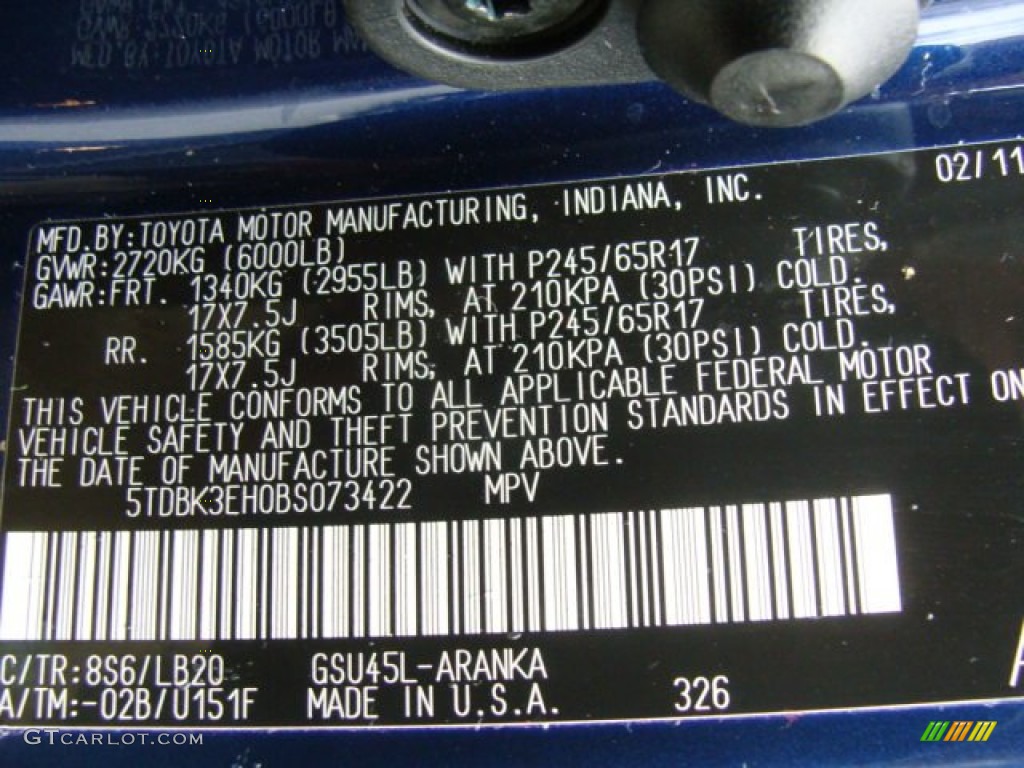 02/11
MFD.BY:TOYOTA MOTOR MANUFACTURING, INDIANA, INC.
GVWR:2720KG (6000LB)
GAWR:FRT. 1340KG (2955LB) WITH P245/65R17 TIRES,
17X7.5J RIMS, AT 210KPA (30PSI) COLD.
RR. 1585KG (3505LB) WITH P245/65R17 TIRES,
17X7.5J RIMS, AT 210KPA (30PSI) COLD.
THIS VEHICLE CONFORMS TO ALL APPLICABLE FEDERAL MOTOR
VEHICLE SAFETY AND THEFT PREVENTION STANDARDS IN EFFECT ON
THE DATE OF MANUFACTURE SHOWN ABOVE.
5TDBK3EH0BS073422 MPV
C/TR:8S6/LB20 GSU45L-ARANKA
A/TM:-02B/U151F MADE IN U.S.A. 326
GTCARLOT.COM